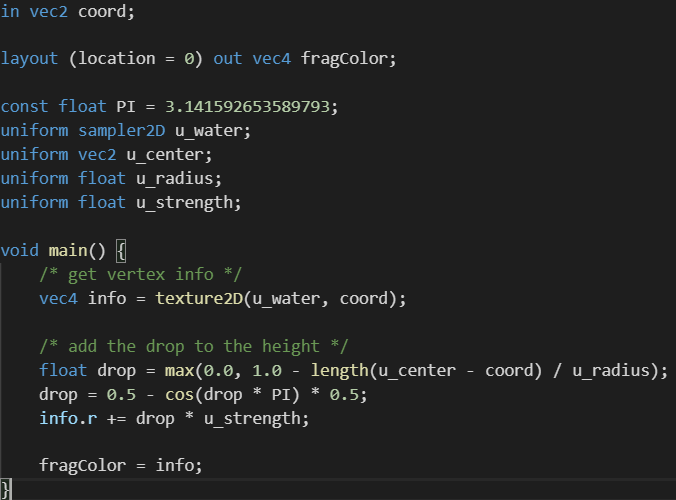 in vec2 coord;
layout (location = 0) out vec4 fragColor;
const float PI = 3.141592653589793;
uniform sampler2D u_water;
uniform vec2 u_center;
uniform float u_radius;
uniform float u_strength;
void main() {
    /* get vertex info */
    vec4 info = texture2D(u_water, coord);
    /* add the drop to the height */
    float drop = max(0.0, 1.0 - length(u_center - coord) / u_radius);
    drop = 0.5 - cos(drop * PI) * 0.5;
    info.r += drop * u_strength;
    fragColor = info;
}